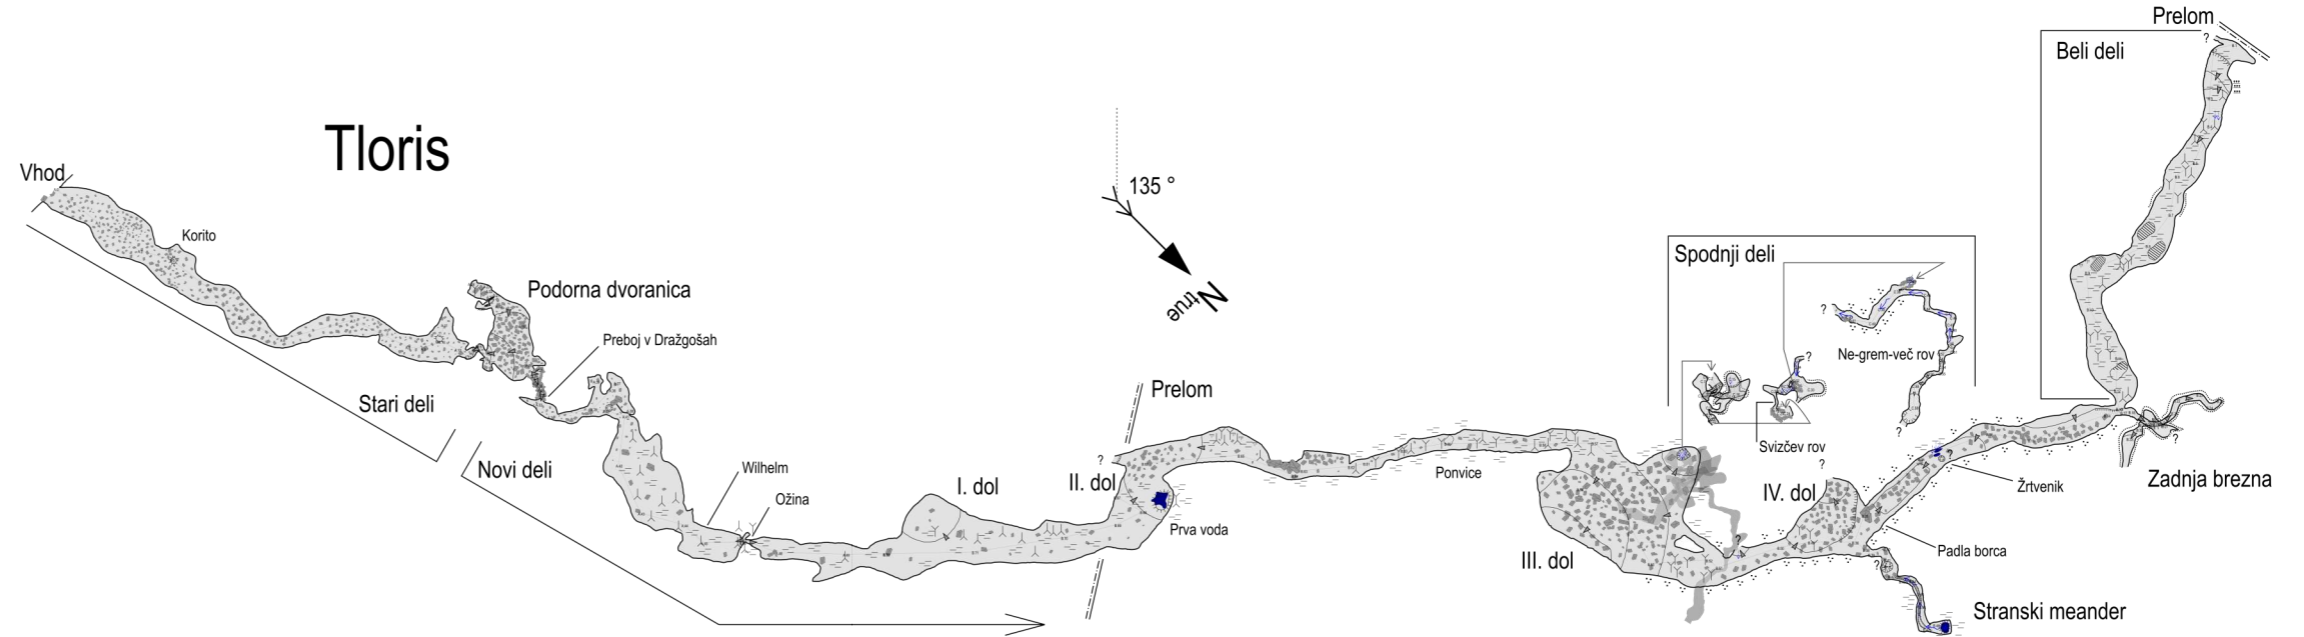 Prelom
?
Beli deli
Tloris
Vhod
135 °
N
true
Korito
Spodnji deli
Podorna dvoranica
?
Preboj v Dražgošah
Ne-grem-več rov
?
Prelom
Stari deli
?
?
Svizčev rov
Novi deli
Wilhelm
Ožina
I. dol
?
II. dol
Prva voda
Ponvice
?
IV. dol
?
Žrtvenik
Zadnja brezna
?
III. dol
?
Padla borca
?
Stranski meander